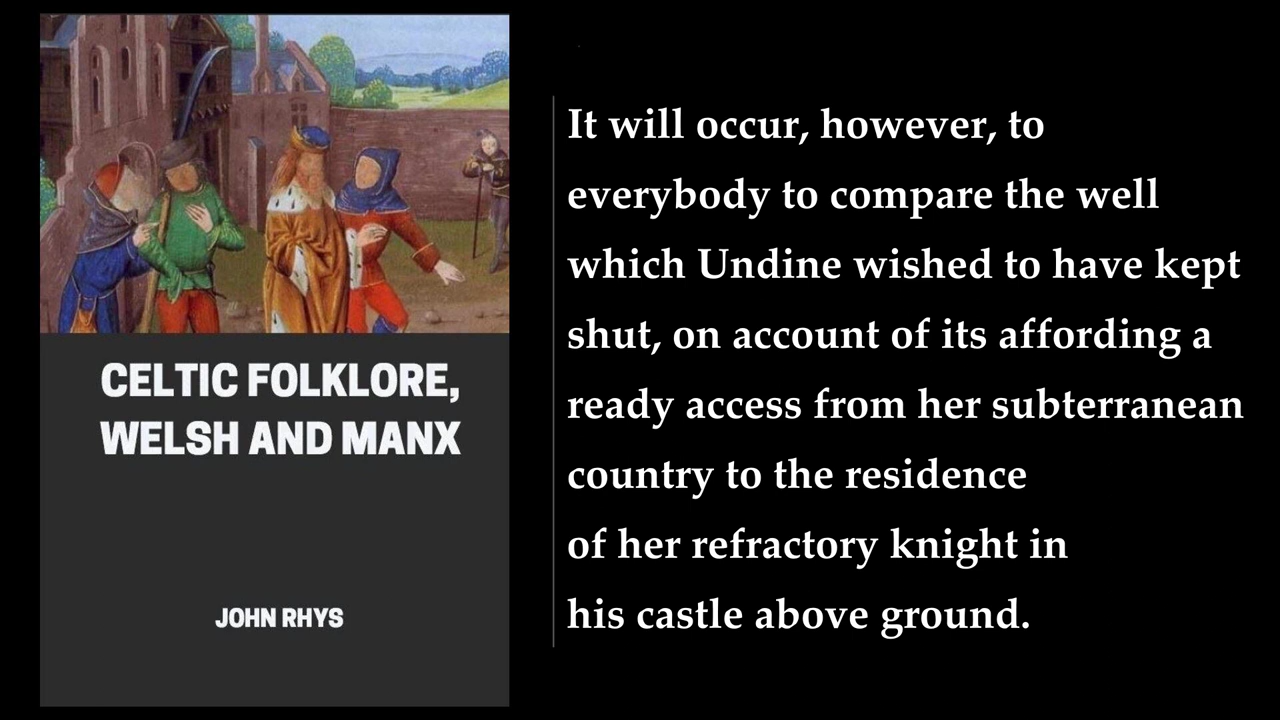 CELTIC FOLKLORE,
WELSH AND MANX
JOHN RHYS
It will occur, however, to
everybody to compare the well
which Undine wished to have kept
shut, on account of its affording a
ready access from her subterranean
country to the residence
of her refractory knight in
his castle above ground.